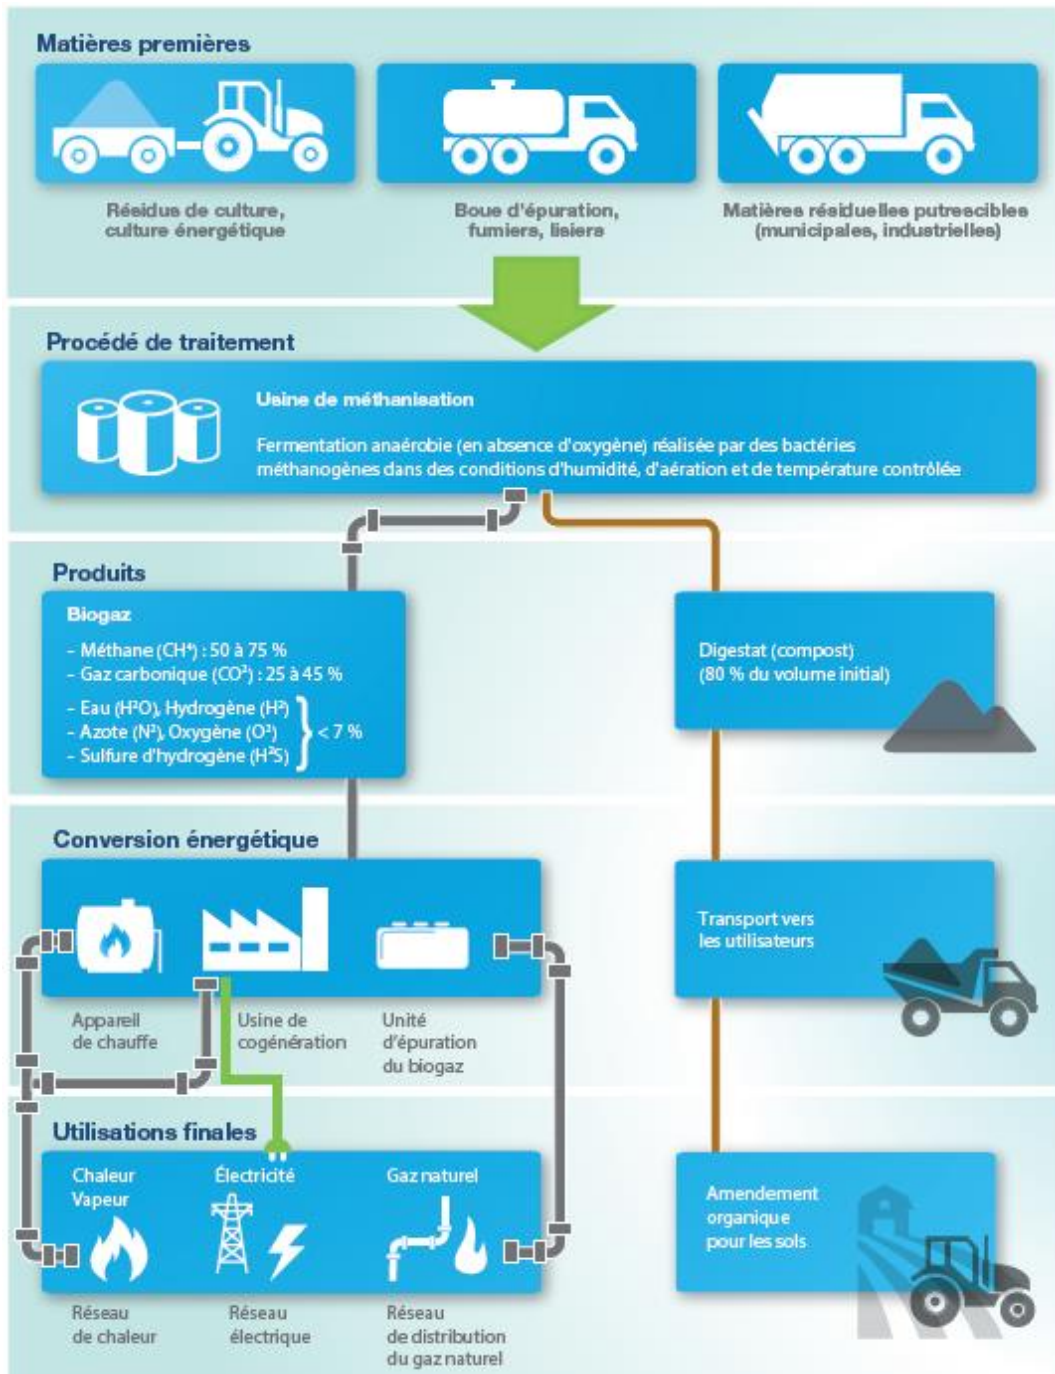 Matières premières
Résidus de culture,
culture énergétique
Boue d'épuration,
fumiers, lisiers
Matières résiduelles putrescibles
(municipales, industrielles)
Procédé de traitement
Usine de méthanisation
Fermentation anaérobie (en absence d'oxygène) réalisée par des bactéries
méthanogènes dans des conditions d'humidité, d'aération et de température contrôlée
Produits
Biogaz
– Méthane (CH⁴) : 50 à 75 %
– Gaz carbonique (CO²) : 25 à 45 %
– Eau (H²O), Hydrogène (H²)
– Azote (N²), Oxygène (O²)
– Sulfure d'hydrogène (H²S)
< 7 %
Digestat (compost)
(80 % du volume initial)
Conversion énergétique
Appareil
de chauffe
Usine de
cogénération
Unité
d'épuration
du biogaz
Transport vers
les utilisateurs
Utilisations finales
Chaleur
Vapeur
Électricité
Gaz naturel
Réseau
de chaleur
Réseau
électrique
Réseau
de distribution
du gaz naturel
Amendement
organique
pour les sols